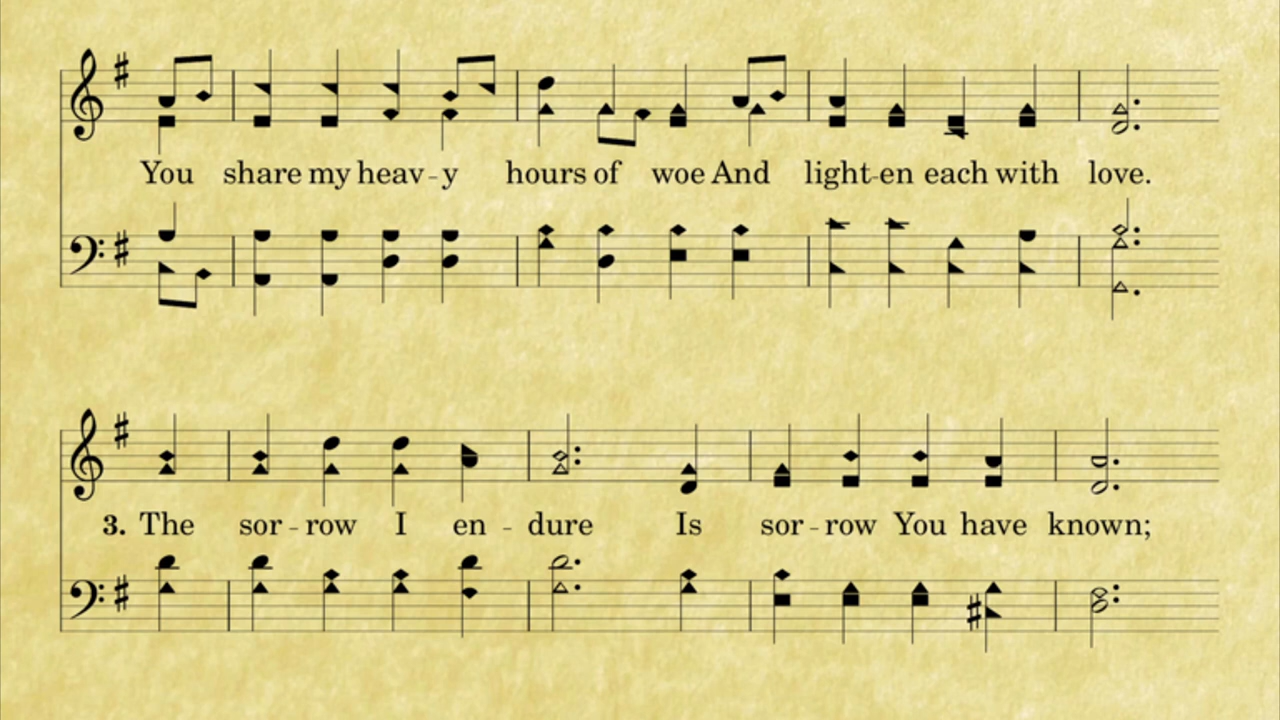 You share my heav-y hours of woe And light-en each with love.
3. The sor-row I en-dure Is sor-row You have known;